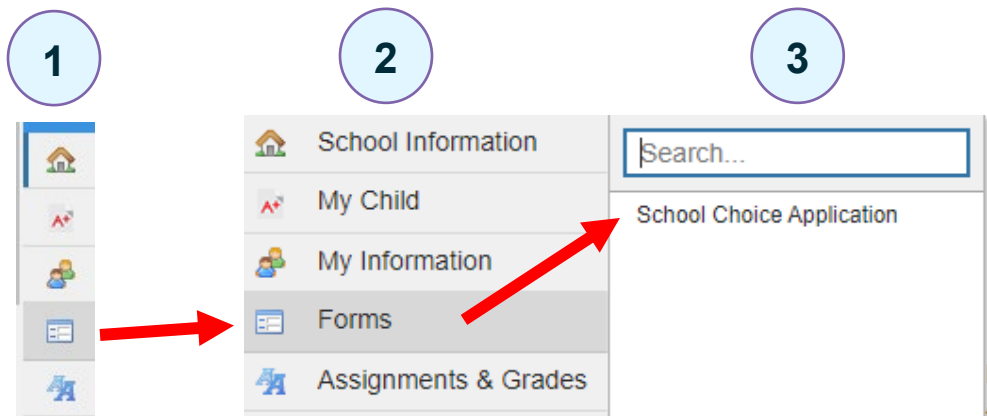 1
2
3
School Information
My Child
My Information
Forms
Assignments & Grades
Search...
School Choice Application